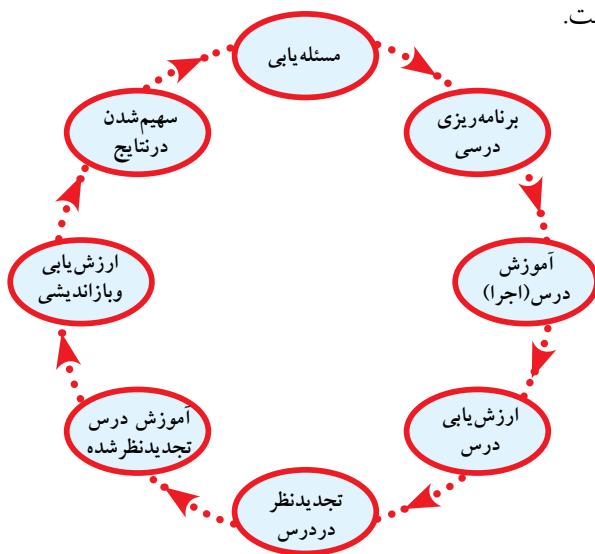 ت.
مسئله‌یابی
برنامه‌ریزی
درسی
آموزش
درس(اجرا)
ارزش‌یابی
درس
تجدیدنظر
دردرس
آموزش درس
تجدیدنظرشده
ارزش‌یابی
وبازاندیشی
سهیم‌شدن
درنتایج